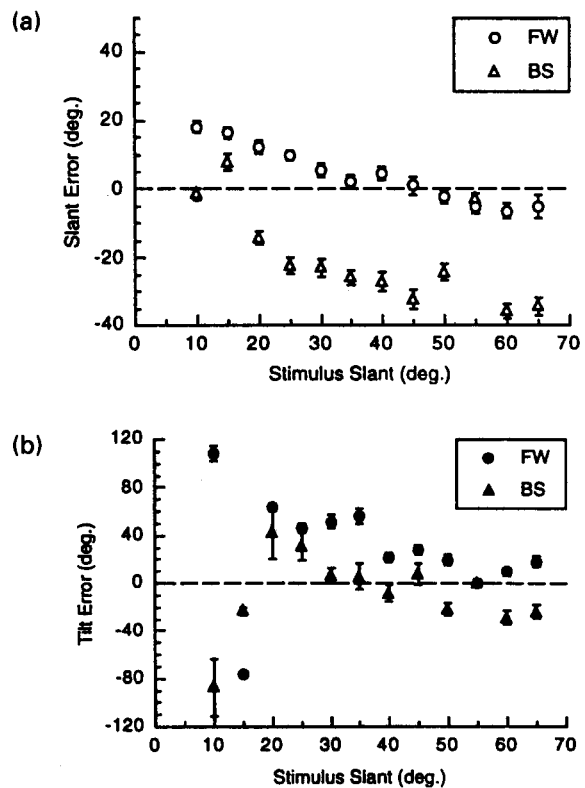 (a)
FW
BS
40
20
0
-20
-40
Slant Error (deg.)
0 10 20 30 40 50 60 70
Stimulus Slant (deg.)
(b)
FW
BS
120
80
40
0
-40
-80
-120
Tilt Error (deg.)
0 10 20 30 40 50 60 70
Stimulus Slant (deg.)